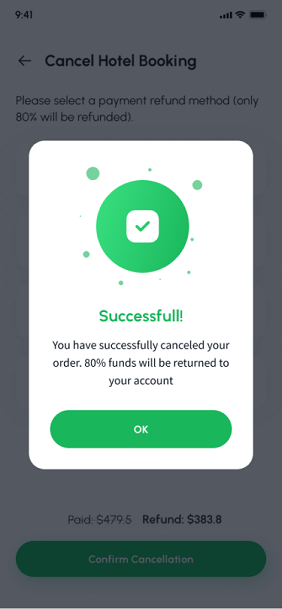 9:41
Cancel Hotel Booking
Please select a payment refund method (only
80% will be refunded).
Successfull!
You have successfully canceled your
order. 80% funds will be returned to
your account
OK
Paid: $479.5 Refund: $383.8
Confirm Cancellation